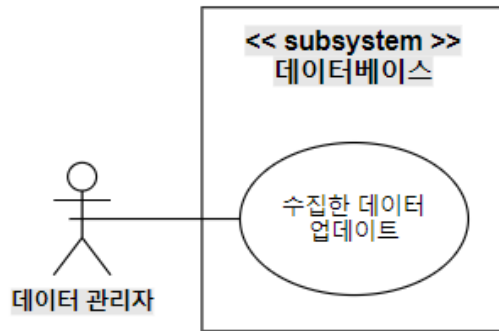 << subsystem >>
데이터베이스
수집한 데이터
업데이트
데이터 관리자